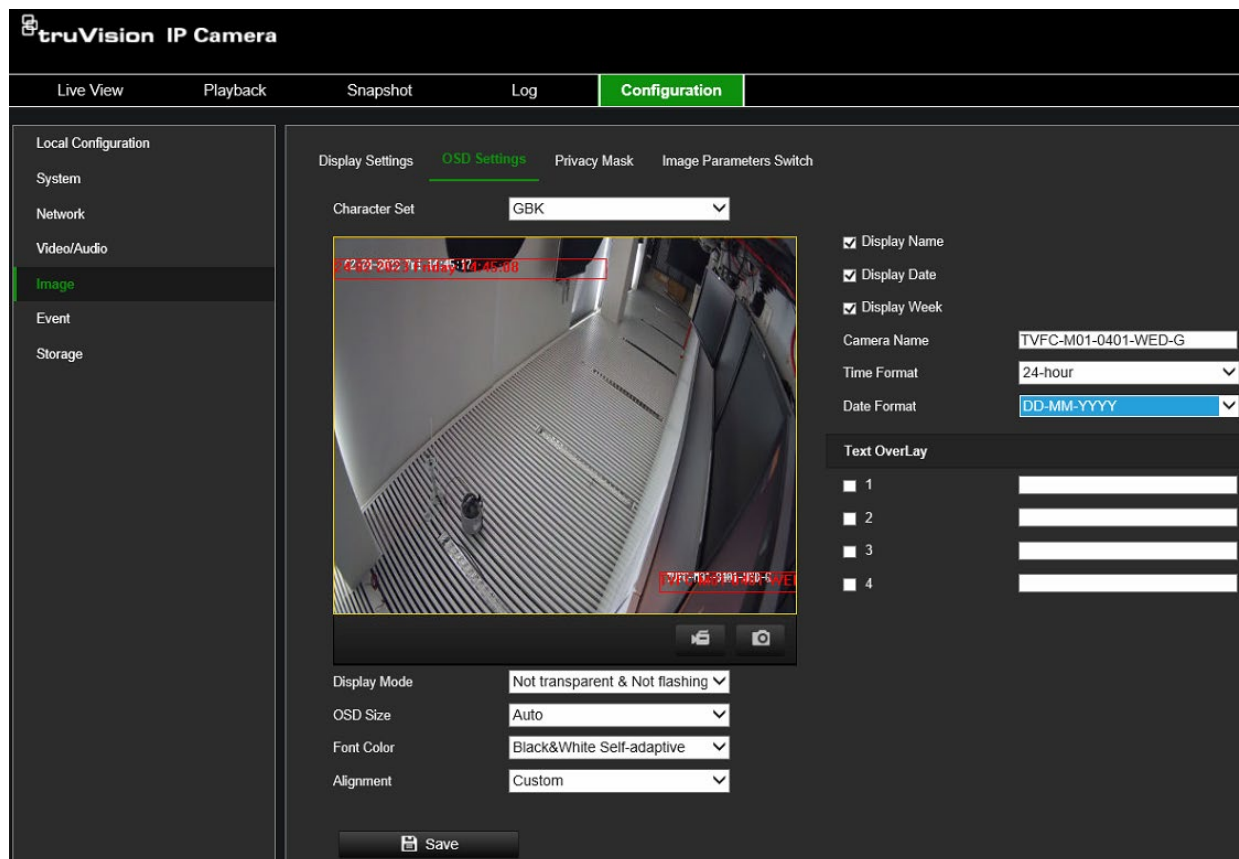 truVision IP Camera
Live View Playback Snapshot Log Configuration
Local Configuration
System
Network
Video/Audio
Image
Event
Storage
Display Settings OSD Settings Privacy Mask Image Parameters Switch
Character Set GBK
Display Name
Display Date
Display Week
Camera Name TVFC-M01-0401-WED-G
Time Format 24-hour
Date Format DD-MM-YYYY
Text OverLay
1
2
3
4
Display Mode Not transparent & Not flashing
OSD Size Auto
Font Color Black&White Self-adaptive
Alignment Custom
Save